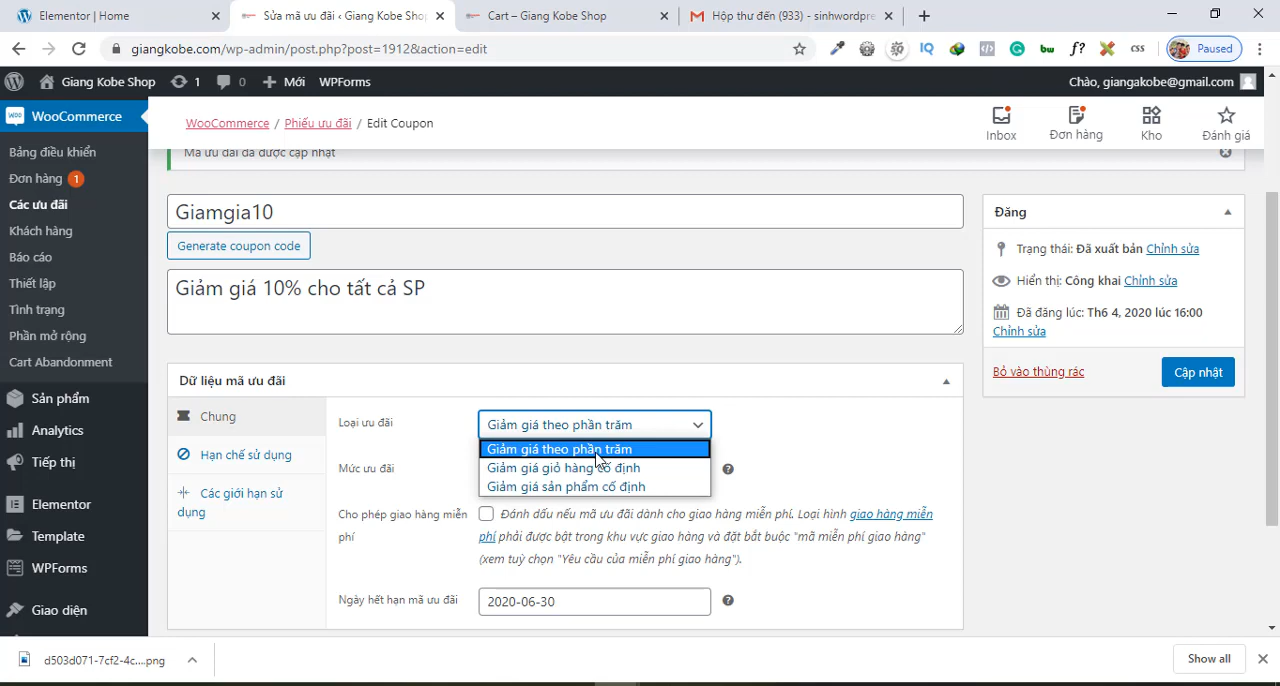 Elementor | Home
Sửa mã ưu đãi ‹ Giang Kobe Shop
Cart – Giang Kobe Shop
Hộp thư đến (933) - sinhwordpre
giangkobe.com/wp-admin/post.php?post=1912&action=edit
IQ
bw
f?
css
Paused
Giang Kobe Shop
1
0
Mới
WPForms
Chào, giangakobe@gmail.com
WooCommerce
WooCommerce / Phiếu ưu đãi / Edit Coupon
Inbox
Đơn hàng
Kho
Đánh giá
Mã ưu đãi đã được cập nhật
Bảng điều khiển
Đơn hàng 1
Các ưu đãi
Khách hàng
Báo cáo
Thiết lập
Tình trạng
Phần mở rộng
Cart Abandonment
Sản phẩm
Analytics
Tiếp thị
Elementor
Template
WPForms
Giao diện
Giamgia10
Generate coupon code
Giảm giá 10% cho tất cả SP
Dữ liệu mã ưu đãi
Chung
Hạn chế sử dụng
Các giới hạn sử
dụng
Loại ưu đãi
Giảm giá theo phần trăm
Giảm giá theo phần trăm
Giảm giá giỏ hàng cố định
Giảm giá sản phẩm cố định
Mức ưu đãi
Cho phép giao hàng miễn
phí
Đánh dấu nếu mã ưu đãi dành cho giao hàng miễn phí. Loại hình giao hàng miễn
phí phải được bật trong khu vực giao hàng và đặt bắt buộc "mã miễn phí giao hàng"
(xem tuỳ chọn "Yêu cầu của miễn phí giao hàng").
Ngày hết hạn mã ưu đãi
2020-06-30
Đăng
Trạng thái: Đã xuất bản Chỉnh sửa
Hiển thị: Công khai Chỉnh sửa
Đã đăng lúc: Th6 4, 2020 lúc 16:00
Chỉnh sửa
Bỏ vào thùng rác
Cập nhật
d503d071-7cf2-4c....png
Show all